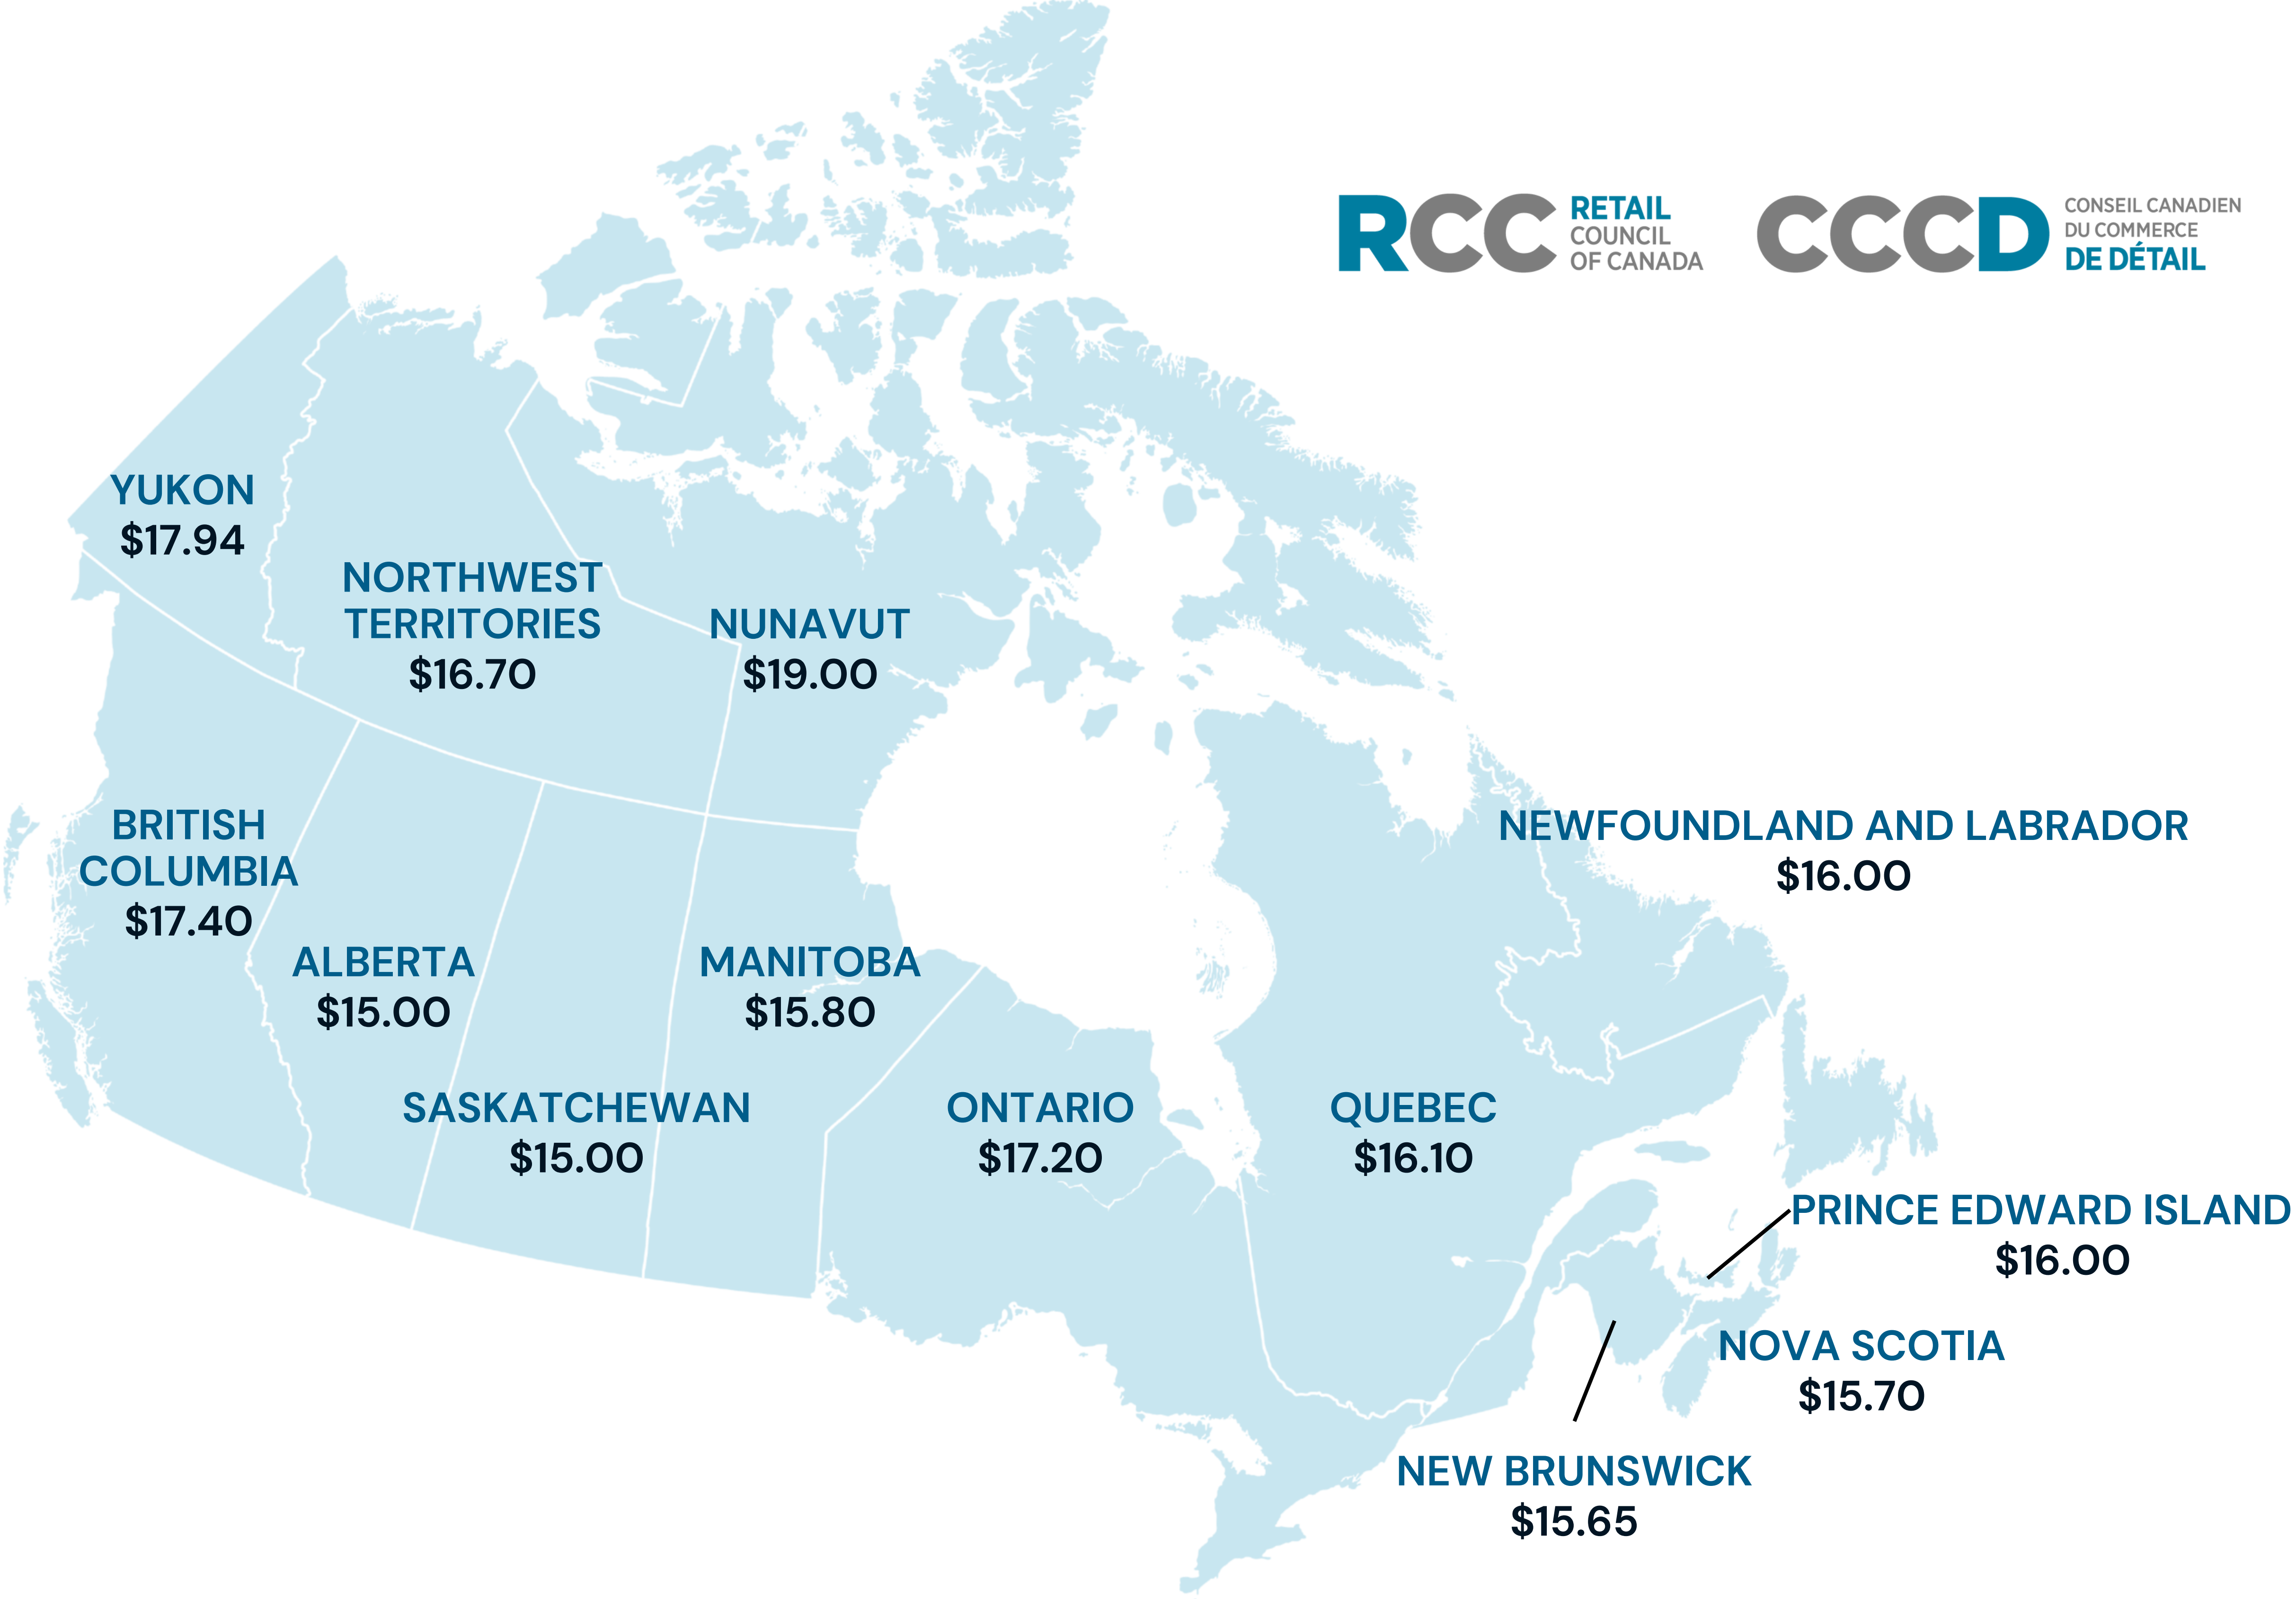 RCC
RETAIL
COUNCIL
OF CANADA
CCCD
CONSEIL CANADIEN
DU COMMERCE
DE DÉTAIL
YUKON
$17.94
NORTHWEST
TERRITORIES
$16.70
NUNAVUT
$19.00
BRITISH
COLUMBIA
$17.40
ALBERTA
$15.00
SASKATCHEWAN
$15.00
MANITOBA
$15.80
ONTARIO
$17.20
QUEBEC
$16.10
NEWFOUNDLAND AND LABRADOR
$16.00
PRINCE EDWARD ISLAND
$16.00
NOVA SCOTIA
$15.70
NEW BRUNSWICK
$15.65